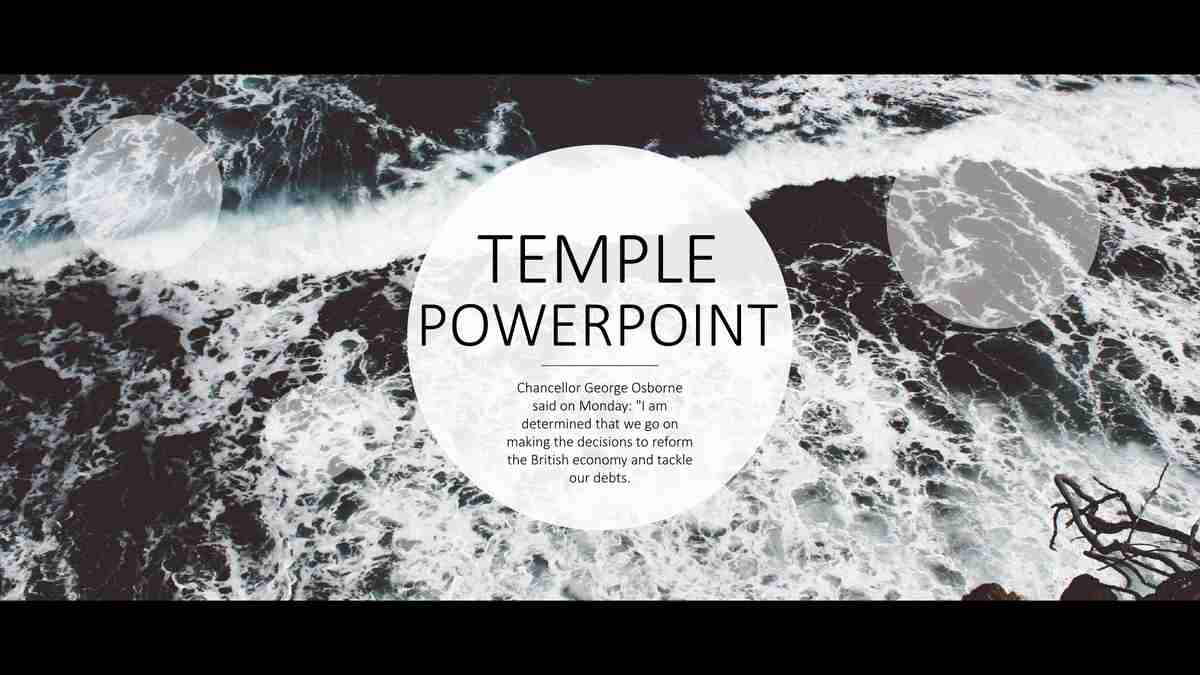 TEMPLE
POWERPOINT
Chancellor George Osborne
said on Monday: "I am
determined that we go on
making the decisions to reform
the British economy and tackle
our debts.